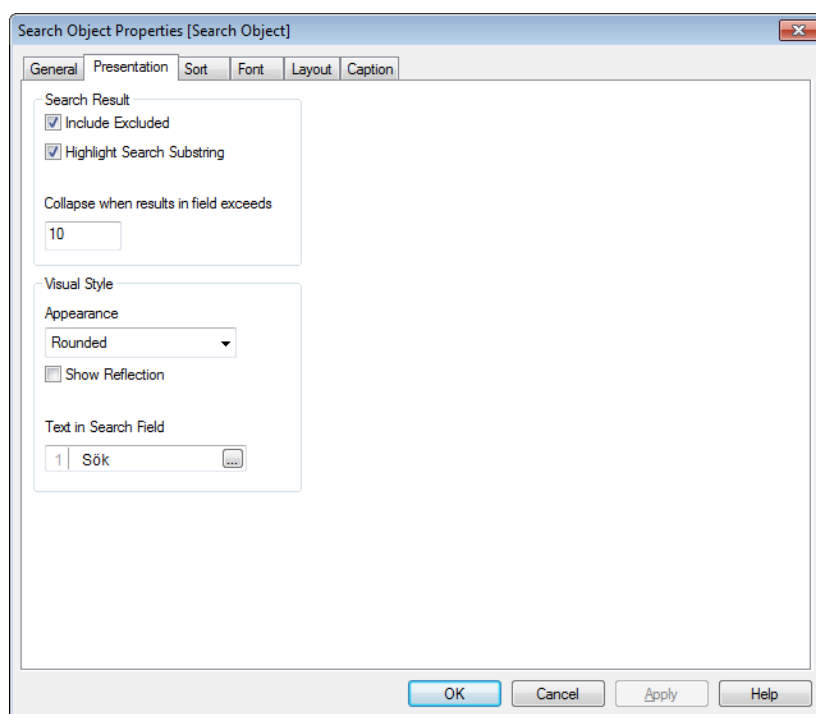 Search Object Properties [Search Object]
General Presentation Sort Font Layout Caption
Search Result
Include Excluded
Highlight Search Substring
Collapse when results in field exceeds
10
Visual Style
Appearance
Rounded
Show Reflection
Text in Search Field
1 Sök ...
OK Cancel Apply Help